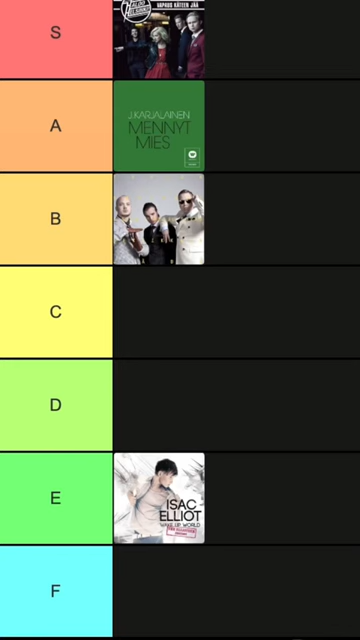 VAPAUS KÄTEEN JÄÄ
S
J.KARJALAINEN
MENNYT
MIES
A
B
C
D
ISAC
ELLIOT
WAKE UP WORLD
E
F